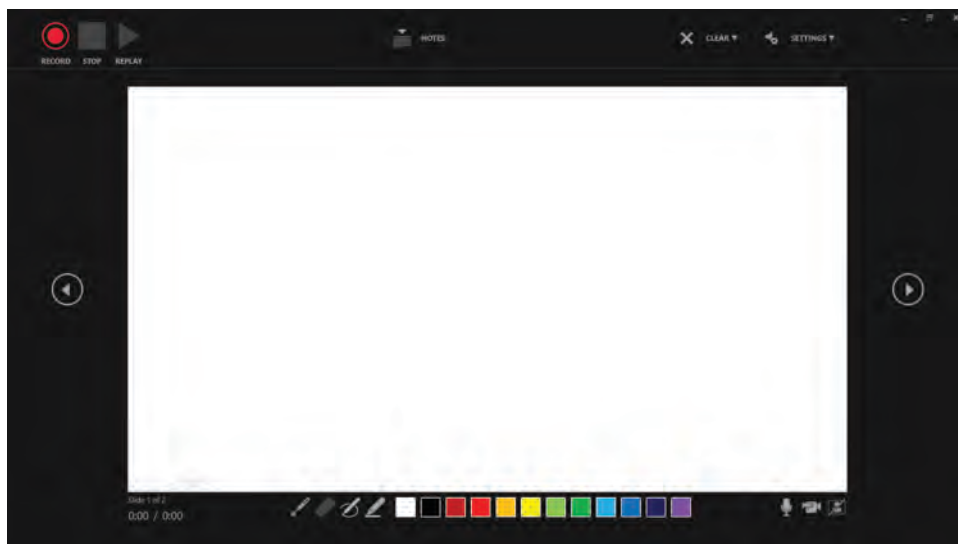 NOTES
CLEAR ▼
SETTINGS ▼
RECORD STOP REPLAY
Slide 1 of 2
0:00 / 0:00